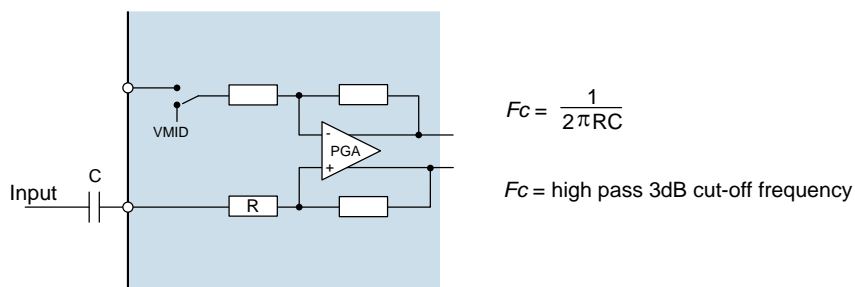 VMID
-
PGA
+
C
Input
R
Fc = 1 / 2πRC
Fc = high pass 3dB cut-off frequency